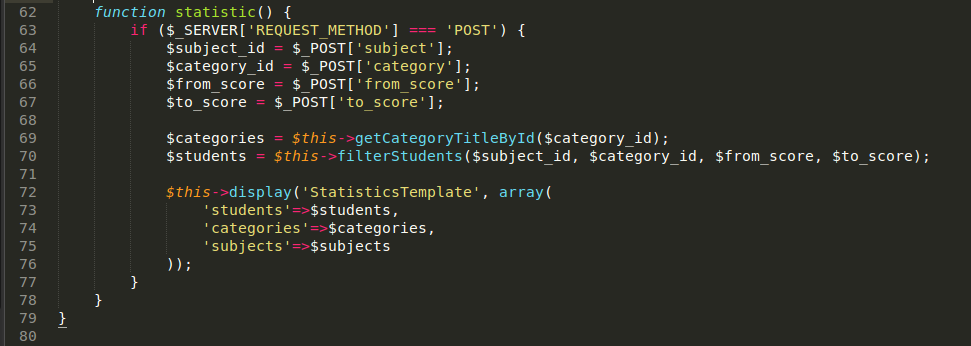 62 function statistic() {
63 if ($_SERVER['REQUEST_METHOD'] === 'POST') {
64 $subject_id = $_POST['subject'];
65 $category_id = $_POST['category'];
66 $from_score = $_POST['from_score'];
67 $to_score = $_POST['to_score'];
68
69 $categories = $this->getCategoryTitleById($category_id);
70 $students = $this->filterStudents($subject_id, $category_id, $from_score, $to_score);
71
72 $this->display('StatisticsTemplate', array(
73 'students'=>$students,
74 'categories'=>$categories,
75 'subjects'=>$subjects
76 ));
77 }
78 }
79 }
80